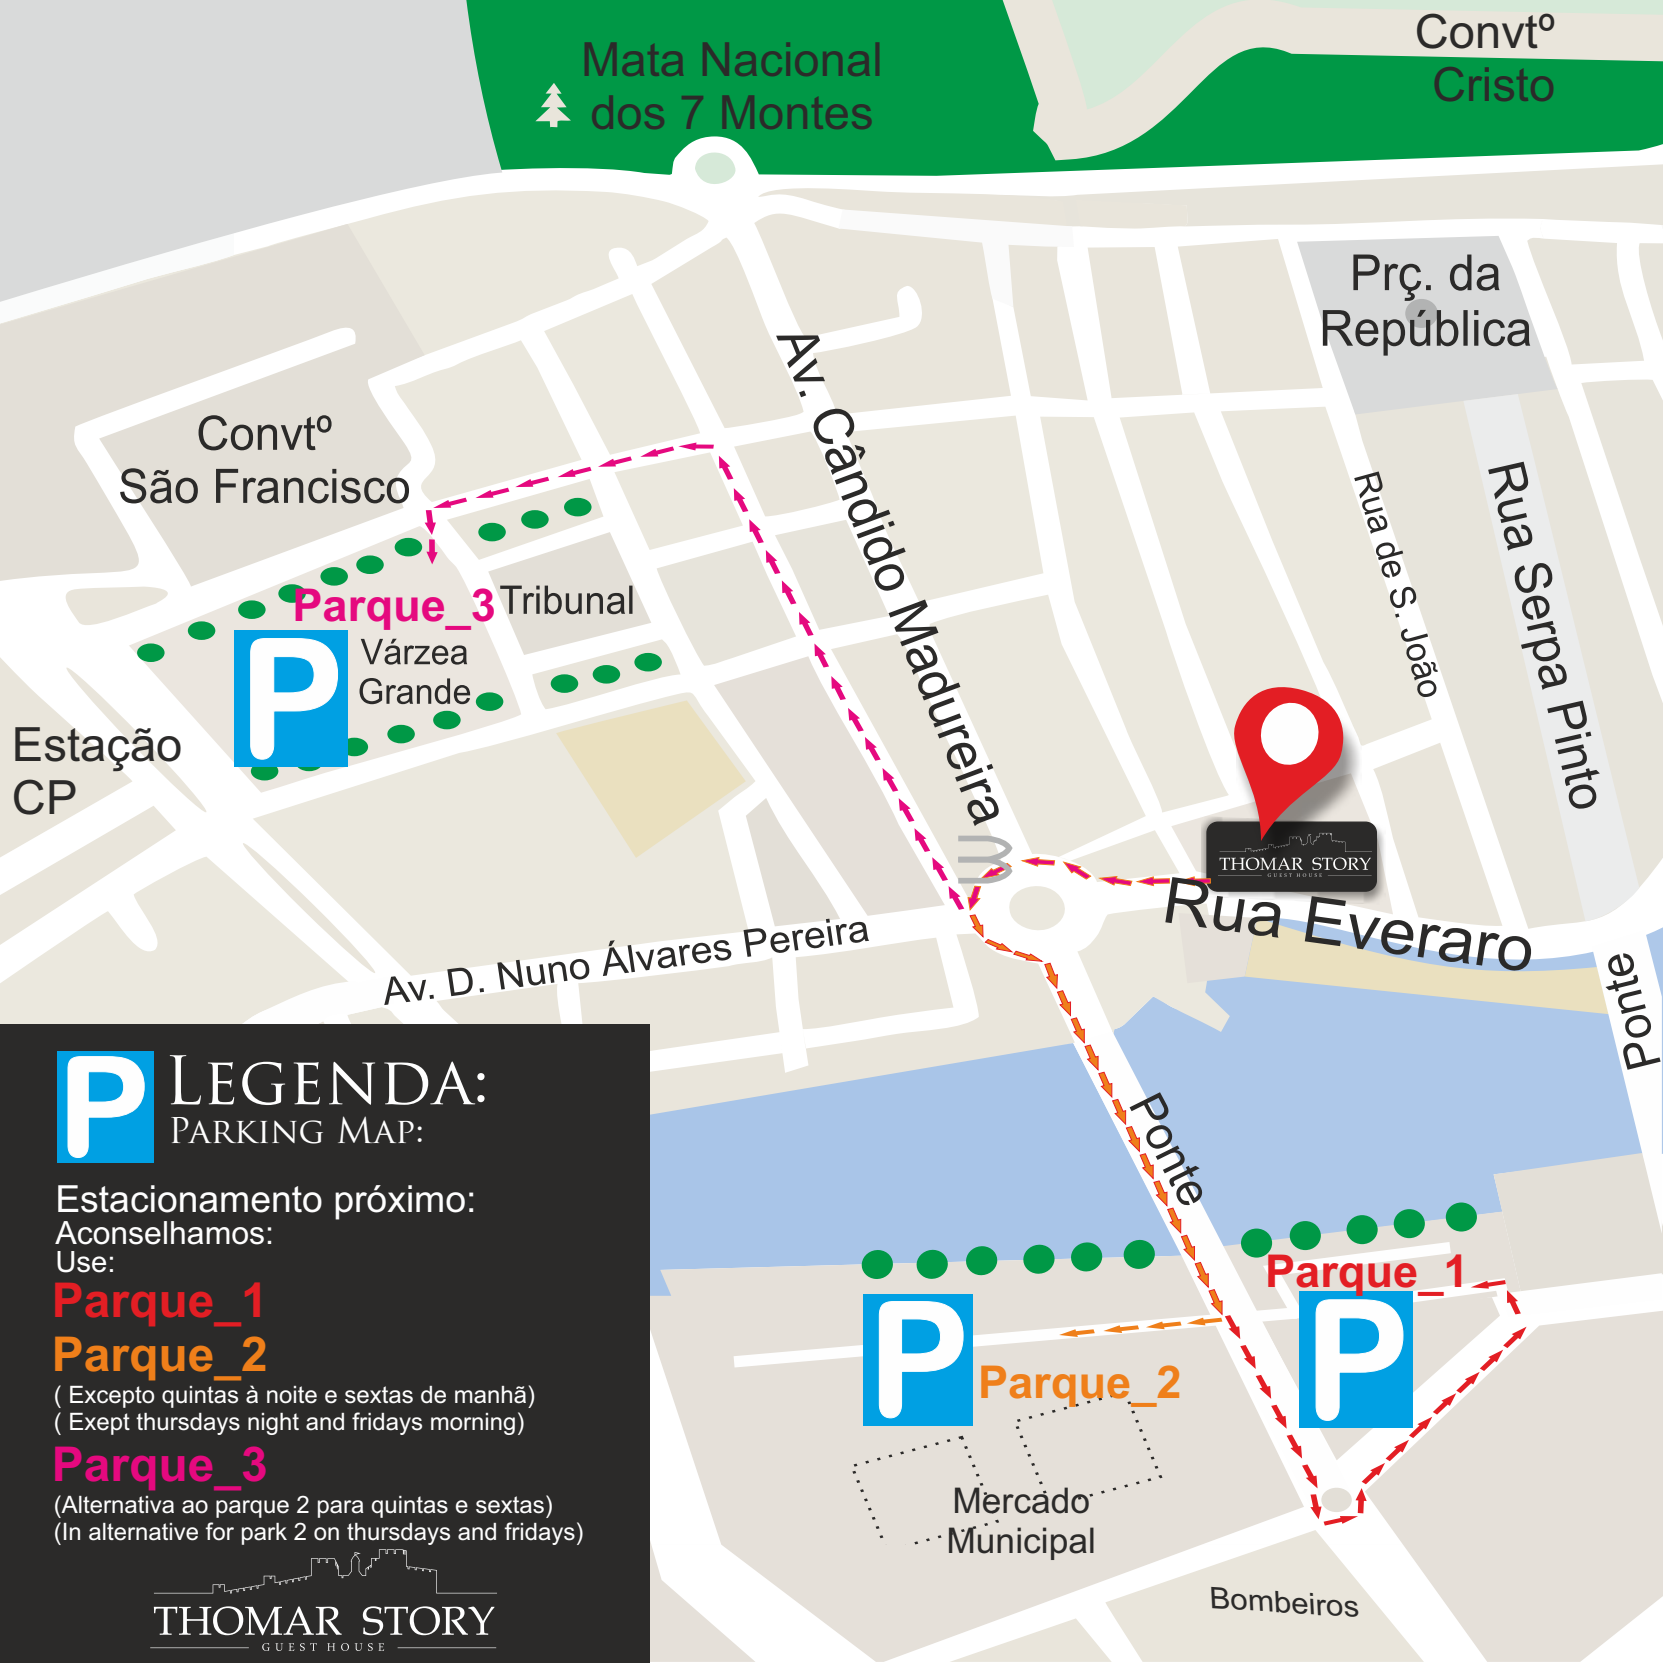 Mata Nacional
dos 7 Montes
Convtº
Cristo
Prç. da
República
Av. Cândido Madureira
Convtº
São Francisco
Rua de S. João
Rua Serpa Pinto
Parque_3
Tribunal
P
Várzea
Grande
Estação
CP
THOMAR STORY
GUEST HOUSE
Rua Everaro
Av. D. Nuno Álvares Pereira
Ponte
Ponte
Parque_1
P
P
Parque_2
Mercado
Municipal
Bombeiros
P
LEGENDA:
PARKING MAP:
Estacionamento próximo:
Aconselhamos:
Use:
Parque_1
Parque_2
( Excepto quintas à noite e sextas de manhã)
( Exept thursdays night and fridays morning)
Parque_3
(Alternativa ao parque 2 para quintas e sextas)
(In alternative for park 2 on thursdays and fridays)
THOMAR STORY
GUEST HOUSE